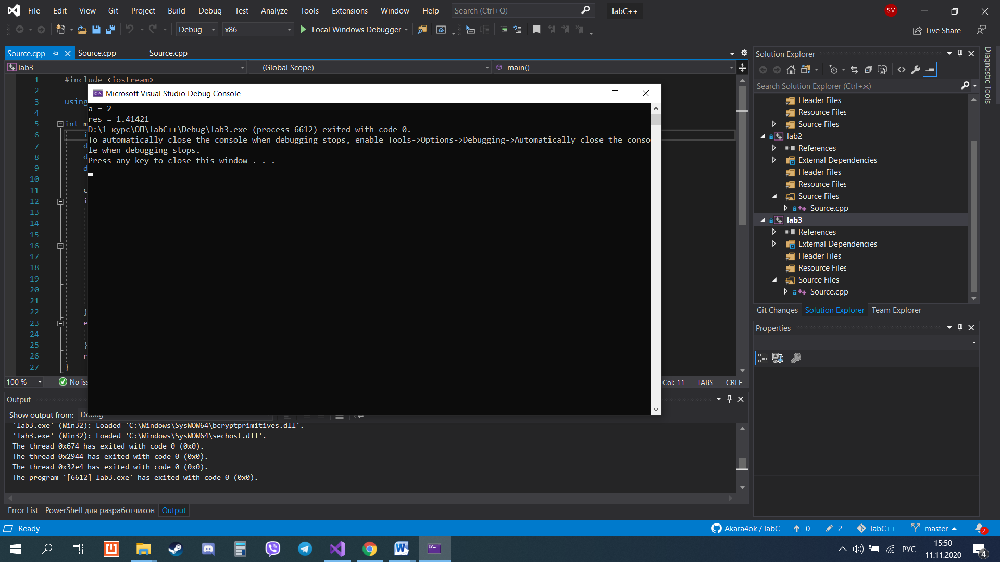 File Edit View Git Project Build Debug Test Analyze Tools Extensions Window Help Search (Ctrl+Q) labC++ SV
Debug x86 Local Windows Debugger Live Share
Source.cpp Source.cpp Source.cpp
lab3 (Global Scope) main()
1 #include <iostream>
2
3 using
4
5 int m
6 i
7 d
8 d
9 d
10
11 c
12 i
13
14
15
16
17
18
19
20
21
22 }
23 e
24
25 }
26 r
27 }
Microsoft Visual Studio Debug Console
a = 2
res = 1.41421
D:\1 курс\ОП\labC++\Debug\lab3.exe (process 6612) exited with code 0.
To automatically close the console when debugging stops, enable Tools->Options->Debugging->Automatically close the conso
le when debugging stops.
Press any key to close this window . . .
100 % No iss Col: 11 TABS CRLF
Output
Show output from: Debug
'lab3.exe' (Win32): Loaded 'C:\Windows\SysWOW64\bcryptprimitives.dll'.
'lab3.exe' (Win32): Loaded 'C:\Windows\SysWOW64\sechost.dll'.
The thread 0x674 has exited with code 0 (0x0).
The thread 0x2944 has exited with code 0 (0x0).
The thread 0x32e4 has exited with code 0 (0x0).
The program '[6612] lab3.exe' has exited with code 0 (0x0).
Error List PowerShell для разработчиков Output
Solution Explorer
Search Solution Explorer (Ctrl+ж)
Header Files
Resource Files
Source Files
lab2
References
External Dependencies
Header Files
Resource Files
Source Files
Source.cpp
lab3
References
External Dependencies
Header Files
Resource Files
Source Files
Source.cpp
Git Changes Solution Explorer Team Explorer
Properties
Diagnostic Tools
Ready Akara4ok / labC- 0 2 labC++ master 2
РУС 15:50
11.11.2020 4